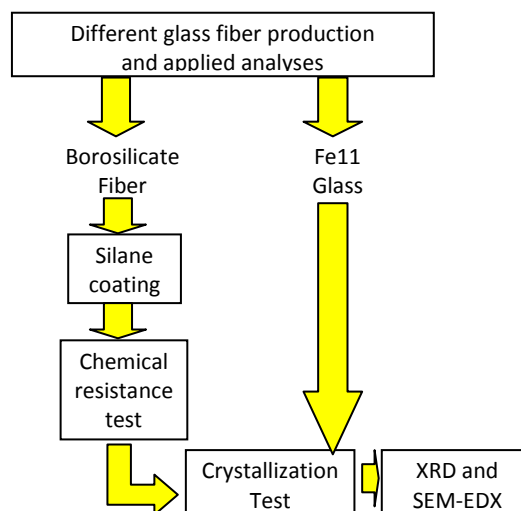 Different glass fiber production
and applied analyses
Borosilicate
Fiber
Fe11
Glass
Silane
coating
Chemical
resistance
test
Crystallization
Test
XRD and
SEM-EDX